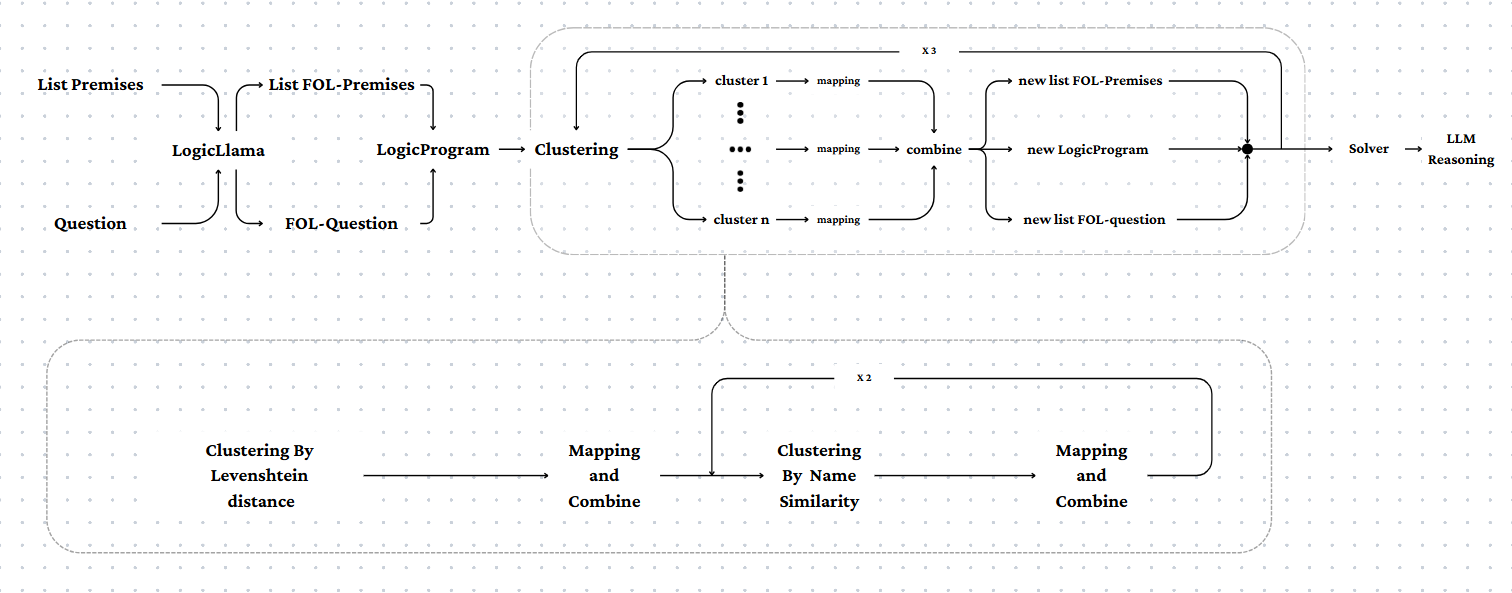 X 3
List Premises
List FOL-Premises
cluster 1
mapping
new list FOL-Premises
LogicLlama
LogicProgram
Clustering
mapping
combine
new LogicProgram
Solver
LLM
Reasoning
Question
FOL-Question
cluster n
mapping
new list FOL-question
X 2
Clustering By
Levenshtein
distance
Mapping
and
Combine
Clustering
By Name
Similarity
Mapping
and
Combine